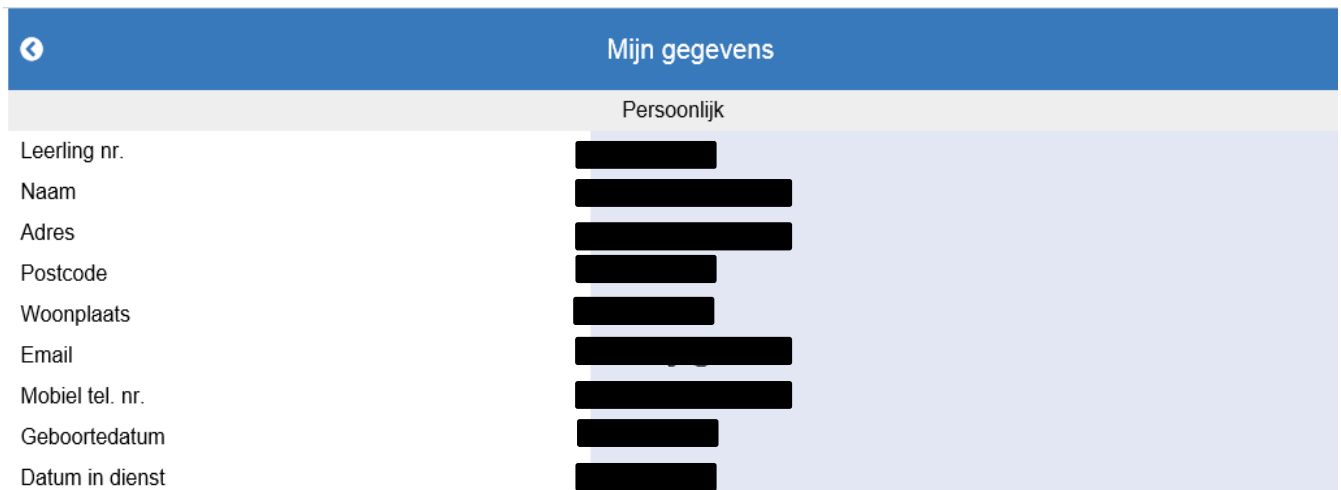 Mijn gegevens
Persoonlijk
Leerling nr.
Naam
Adres
Postcode
Woonplaats
Email
Mobiel tel. nr.
Geboortedatum
Datum in dienst